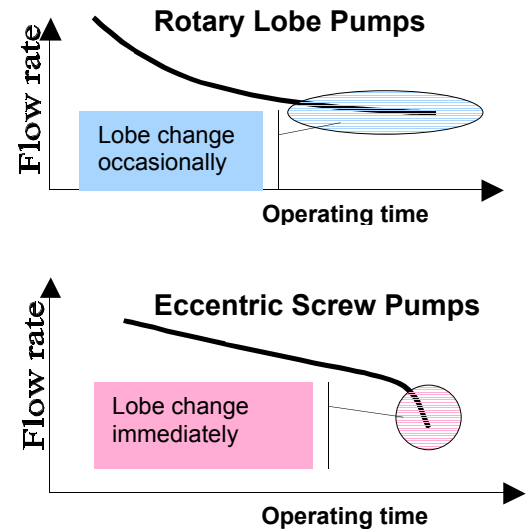 Rotary Lobe Pumps
Flow rate
Lobe change
occasionally
Operating time
Eccentric Screw Pumps
Flow rate
Lobe change
immediately
Operating time